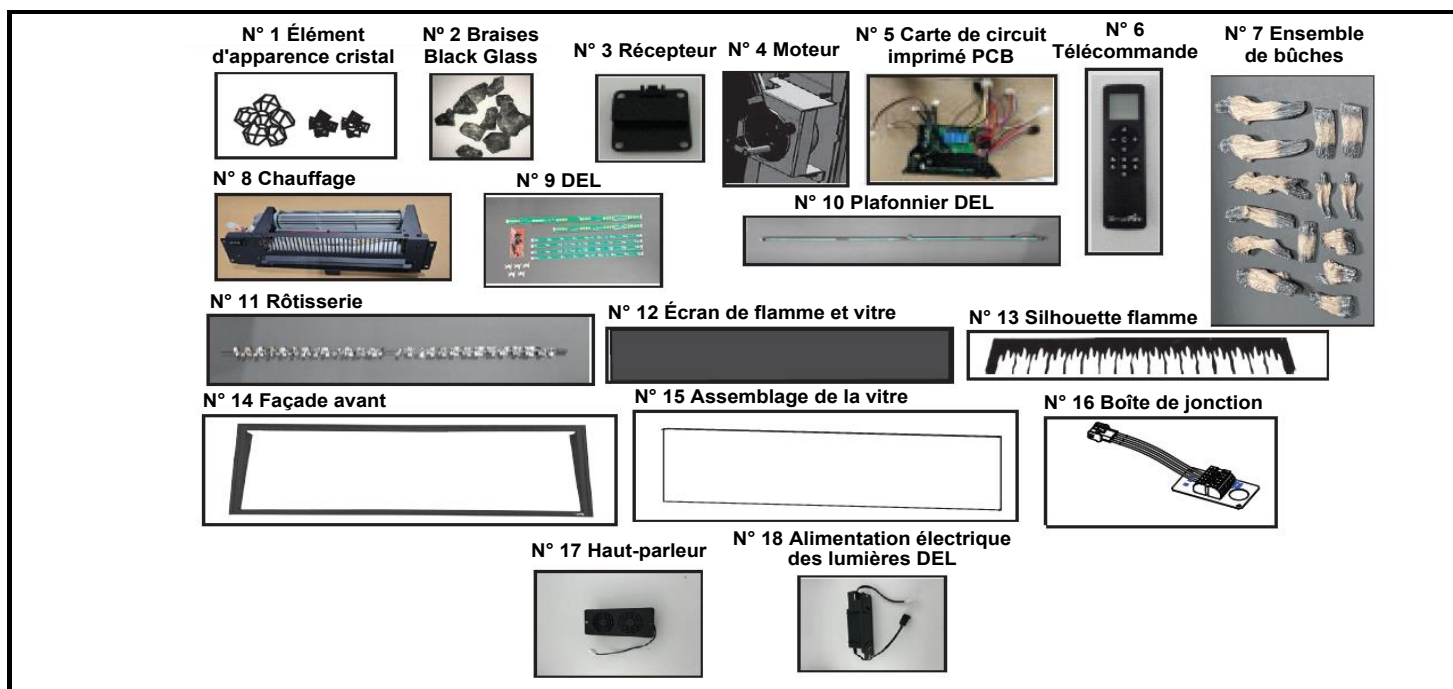 N° 1 Élément
d'apparence cristal
N° 2 Braises
Black Glass
N° 3 Récepteur
N° 4 Moteur
N° 5 Carte de circuit
imprimé PCB
N° 6
Télécommande
N° 7 Ensemble
de bûches
N° 8 Chauffage
N° 9 DEL
N° 10 Plafonnier DEL
N° 11 Rôtisserie
N° 12 Écran de flamme et vitre
N° 13 Silhouette flamme
N° 14 Façade avant
N° 15 Assemblage de la vitre
N° 16 Boîte de jonction
N° 17 Haut-parleur
N° 18 Alimentation électrique
des lumières DEL